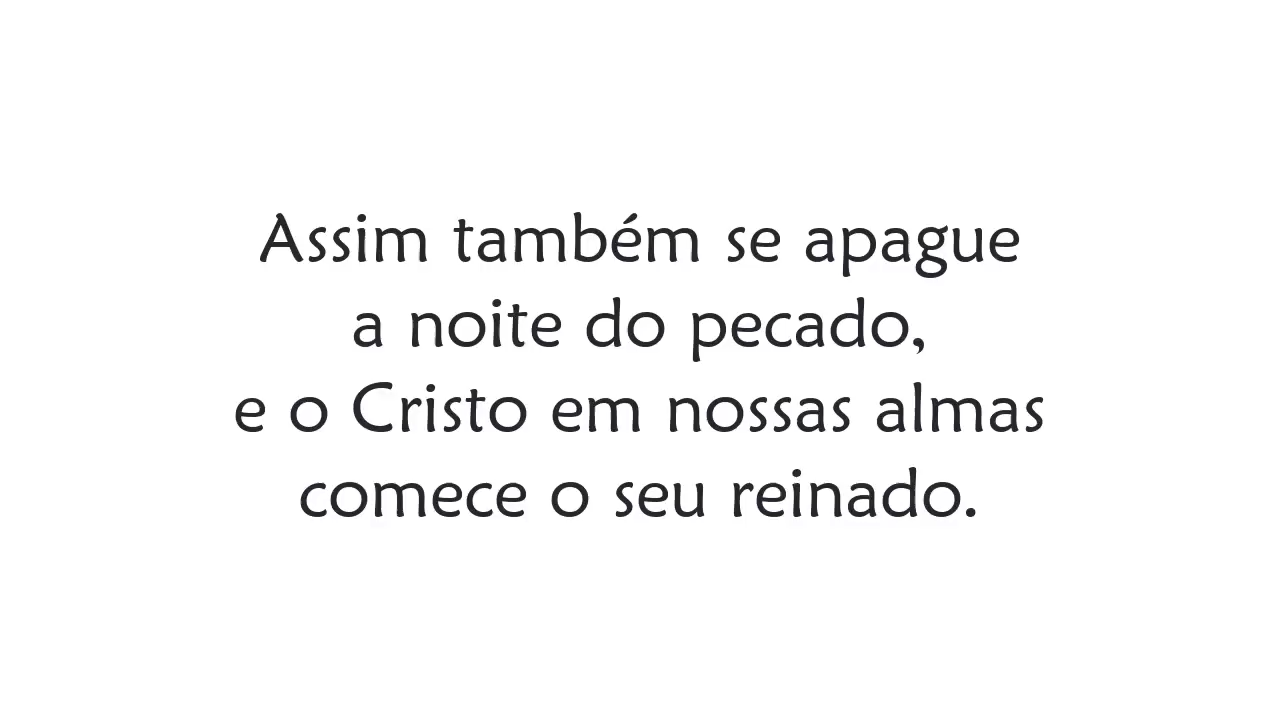 Assim também se apague
a noite do pecado,
e o Cristo em nossas almas
comece o seu reinado.